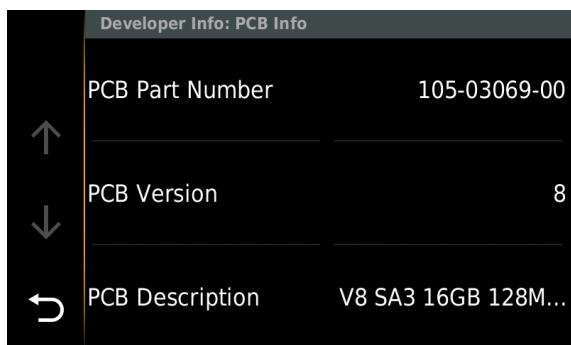 Developer Info: PCB Info
PCB Part Number 105-03069-00
PCB Version 8
PCB Description V8 SA3 16GB 128M...